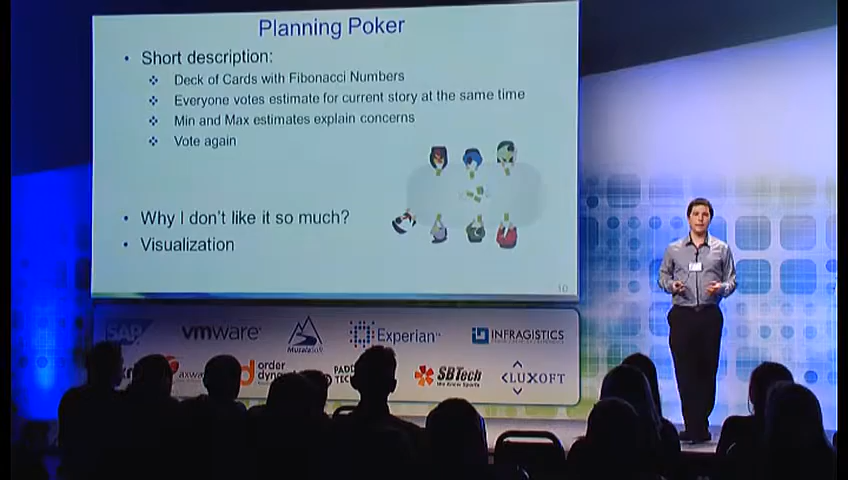 Planning Poker
• Short description:
❖ Deck of Cards with Fibonacci Numbers
❖ Everyone votes estimate for current story at the same time
❖ Min and Max estimates explain concerns
❖ Vote again
• Why I don't like it so much?
• Visualization
10
SAP vmware Experian INFRAGISTICS
order SBTech LUXOFT
We Know Sports